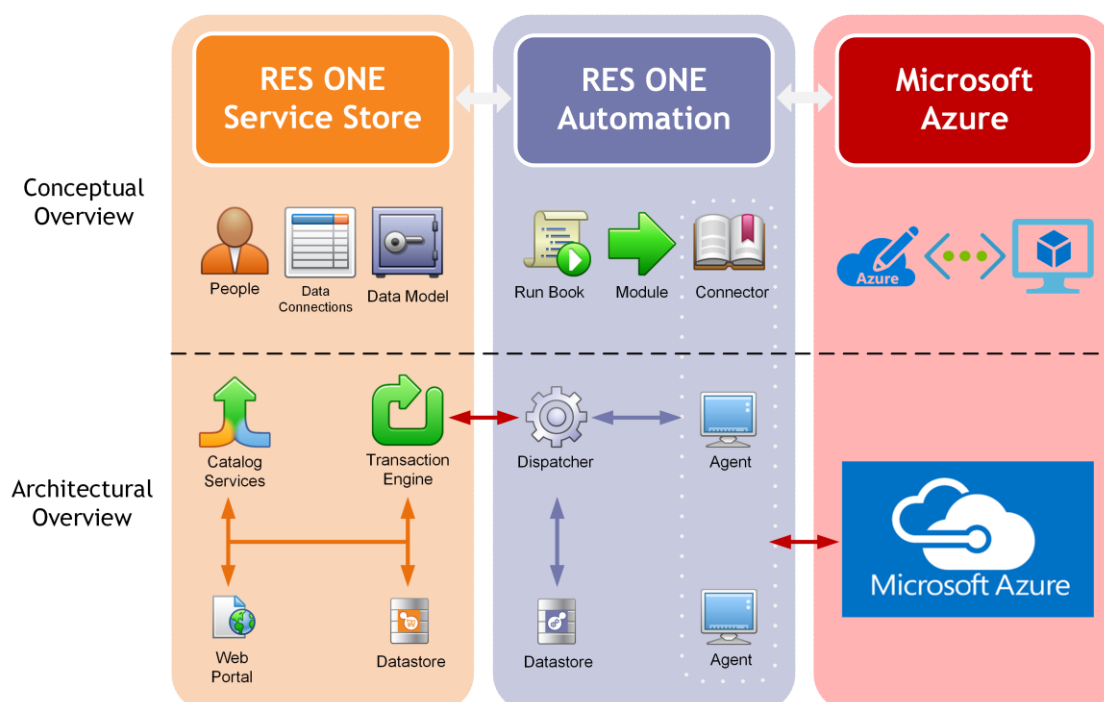 RES ONE
Service Store
RES ONE
Automation
Microsoft
Azure
Conceptual
Overview
People
Data
Connections
Data Model
Run Book
Module
Connector
Azure
Architectural
Overview
Catalog
Services
Transaction
Engine
Dispatcher
Agent
Microsoft Azure
Web
Portal
Datastore
Datastore
Agent